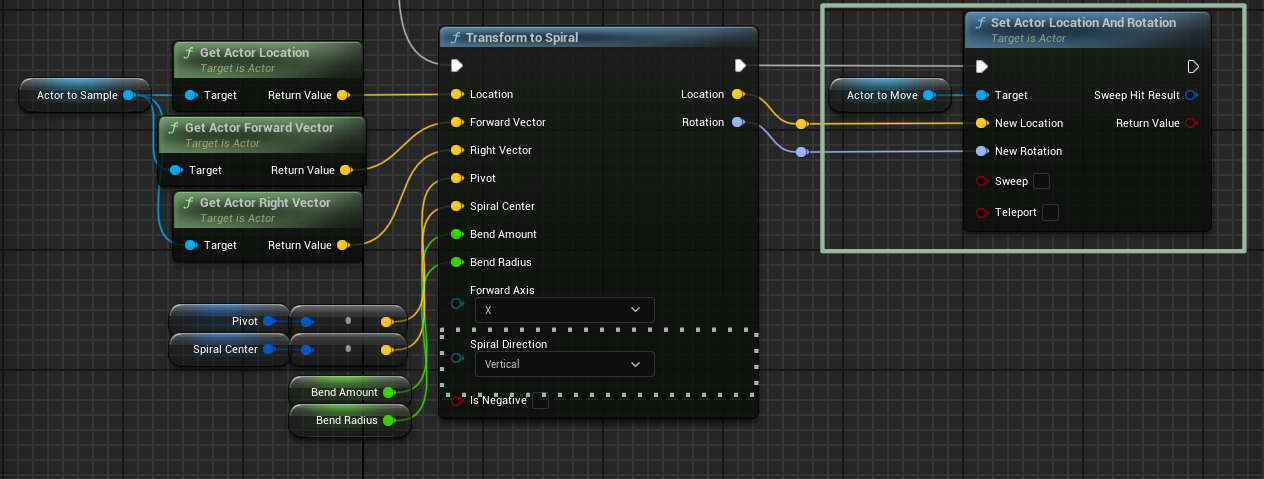 Actor to Sample
Get Actor Location
Target is Actor
Target
Return Value
Get Actor Forward Vector
Target is Actor
Target
Return Value
Get Actor Right Vector
Target is Actor
Target
Return Value
Pivot
Spiral Center
Bend Amount
Bend Radius
Transform to Spiral
Location
Location
Forward Vector
Rotation
Right Vector
Pivot
Spiral Center
Bend Amount
Bend Radius
Forward Axis
X
Spiral Direction
Vertical
Is Negative
Actor to Move
Set Actor Location And Rotation
Target is Actor
Target
Sweep Hit Result
New Location
Return Value
New Rotation
Sweep
Teleport